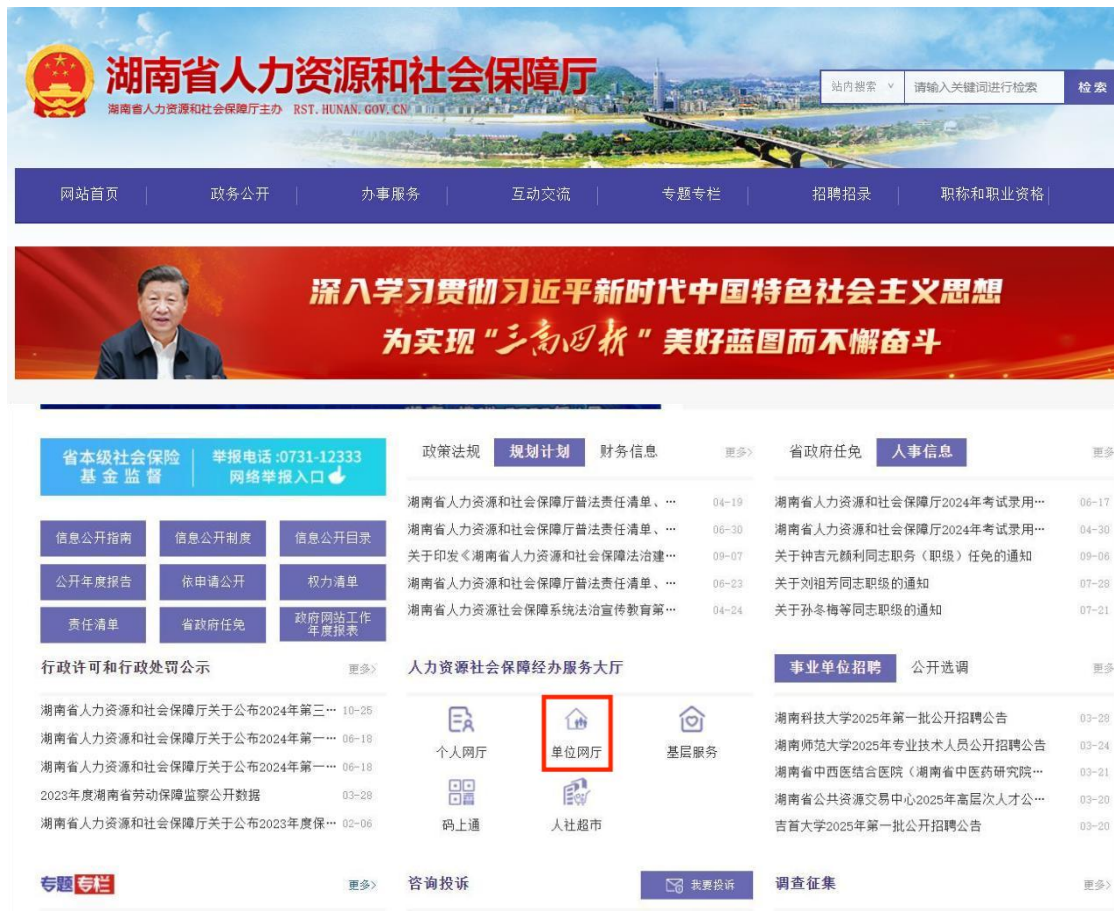 湖南省人力资源和社会保障厅
湖南省人力资源和社会保障厅主办 RST.HUNAN.GOV.CN
站内搜索
请输入关键词进行检索
检索
网站首页
政务公开
办事服务
互动交流
专题专栏
招聘招录
职称和职业资格
深入学习贯彻习近平新时代中国特色社会主义思想
为实现“三高四新”美好蓝图而不懈奋斗
省本级社会保险
基金监督
举报电话:0731-12333
网络举报入口
信息公开指南
信息公开制度
信息公开目录
公开年度报告
依申请公开
权力清单
责任清单
省政府任免
政府网站工作
年度报表
政策法规 规划计划 财务信息 更多>
湖南省人力资源和社会保障厅普法责任清单、… 04-19
湖南省人力资源和社会保障厅普法责任清单、… 06-30
关于印发《湖南省人力资源和社会保障法治建… 09-07
湖南省人力资源和社会保障厅普法责任清单、… 06-23
湖南省人力资源社会保障系统法治宣传教育第… 04-24
省政府任免 人事信息 更多
湖南省人力资源和社会保障厅2024年考试录用… 06-17
湖南省人力资源和社会保障厅2024年考试录用… 04-30
关于钟吉元颜利同志职务（职级）任免的通知 09-06
关于刘祖芳同志职级的通知 07-28
关于孙冬梅等同志职级的通知 07-21
行政许可和行政处罚公示 更多>
湖南省人力资源和社会保障厅关于公布2024年第三… 10-25
湖南省人力资源和社会保障厅关于公布2024年第一… 06-18
湖南省人力资源和社会保障厅关于公布2024年第一… 06-18
2023年度湖南省劳动保障监察公开数据 03-28
湖南省人力资源和社会保障厅关于公布2023年度保… 02-06
人力资源社会保障经办服务大厅
个人网厅
单位网厅
基层服务
码上通
人社超市
事业单位招聘 公开选调 更多
湖南科技大学2025年第一批公开招聘公告 03-28
湖南师范大学2025年专业技术人员公开招聘公告 03-24
湖南省中西医结合医院（湖南省中医药研究院… 03-21
湖南省公共资源交易中心2025年高层次人才公… 03-20
吉首大学2025年第一批公开招聘公告 03-20
专题专栏 更多>
咨询投诉
我要投诉
调查征集 更多>